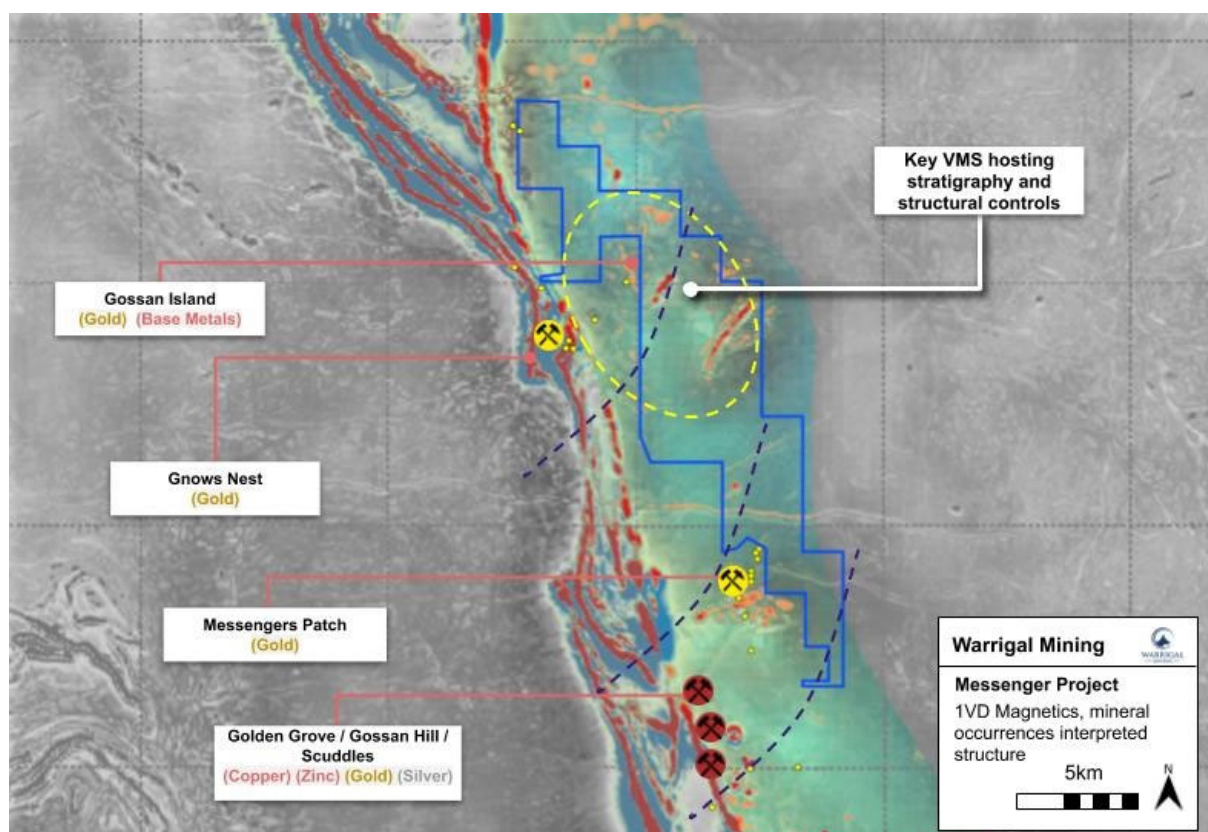 Key VMS hosting
stratigraphy and
structural controls
Gossan Island
(Gold) (Base Metals)
Gnows Nest
(Gold)
Messengers Patch
(Gold)
Golden Grove / Gossan Hill /
Scuddles
(Copper) (Zinc) (Gold) (Silver)
Warrigal Mining
WARRIGAL
Messenger Project
1VD Magnetics, mineral
occurrences interpreted
structure
5km
N